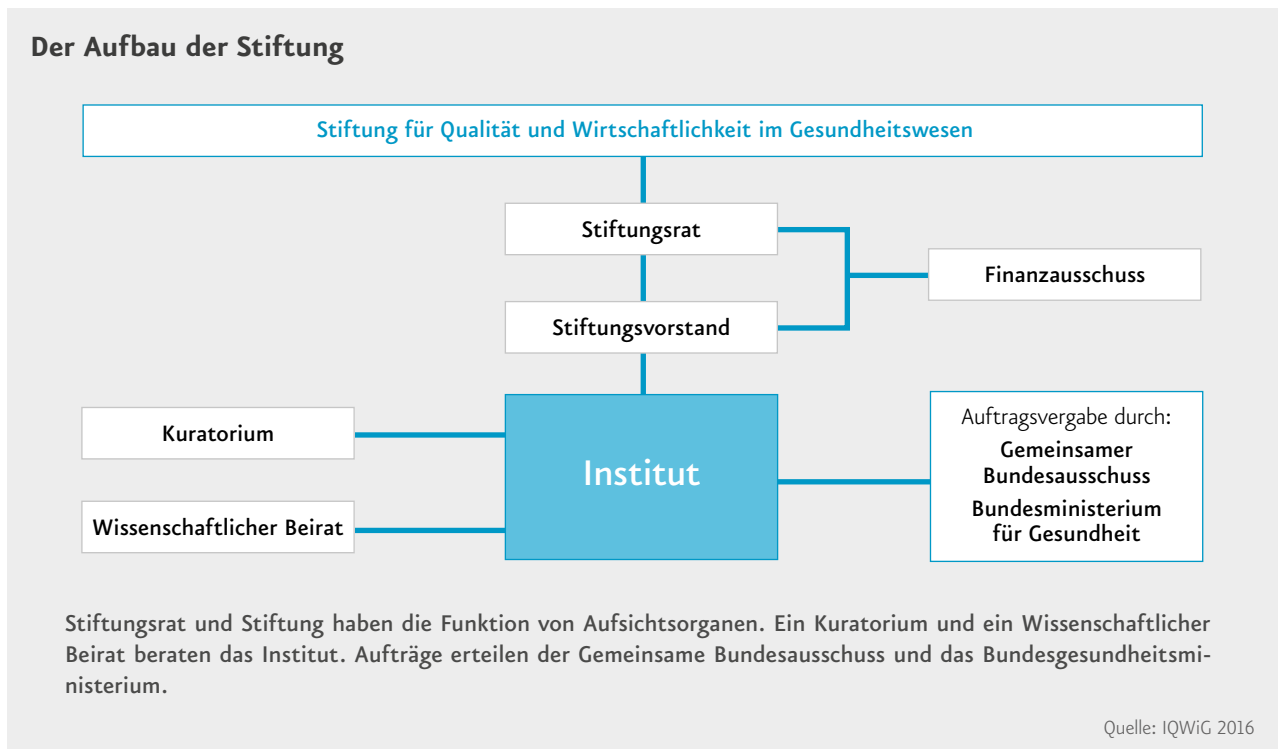 Der Aufbau der Stiftung
Stiftung für Qualität und Wirtschaftlichkeit im Gesundheitswesen
Stiftungsrat
Finanzausschuss
Stiftungsvorstand
Kuratorium
Institut
Auftragsvergabe durch:
Gemeinsamer
Bundesausschuss
Bundesministerium
für Gesundheit
Wissenschaftlicher Beirat
Stiftungsrat und Stiftung haben die Funktion von Aufsichtsorganen. Ein Kuratorium und ein Wissenschaftlicher
Beirat beraten das Institut. Aufträge erteilen der Gemeinsame Bundesausschuss und das Bundesgesundheitsmi-
nisterium.
Quelle: IQWiG 2016